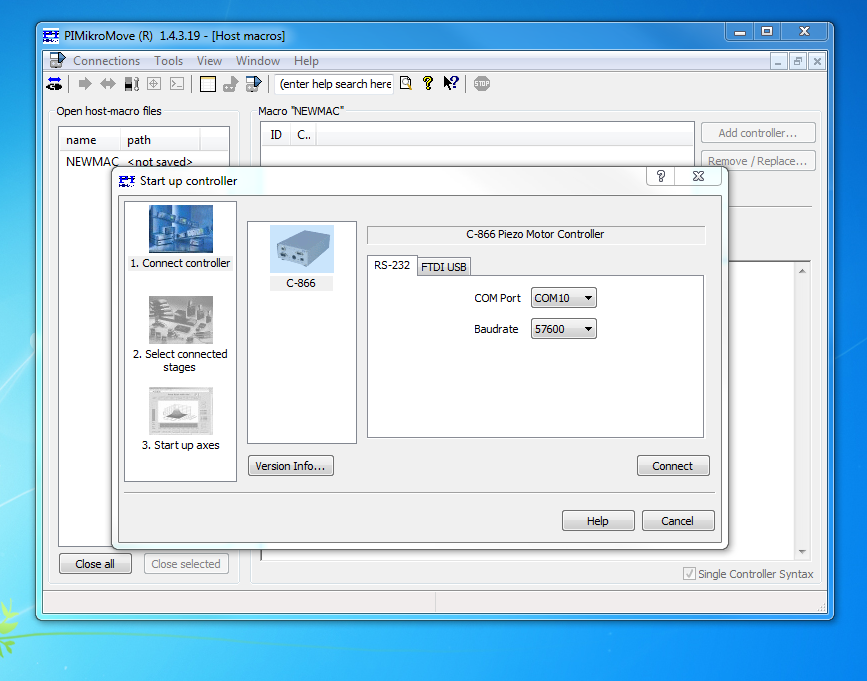 PIMikroMove (R) 1.4.3.19 - [Host macros]
Connections Tools View Window Help
(enter help search here STOP
Open host-macro files
Macro "NEWMAC"
name path
ID C..
Add controller...
NEWMAC <not saved>
Remove / Replace...
Start up controller
1. Connect controller
2. Select connected
stages
3. Start up axes
C-866
C-866 Piezo Motor Controller
RS-232 FTDI USB
COM Port COM10
Baudrate 57600
Version Info...
Connect
Help Cancel
Close all Close selected
Single Controller Syntax